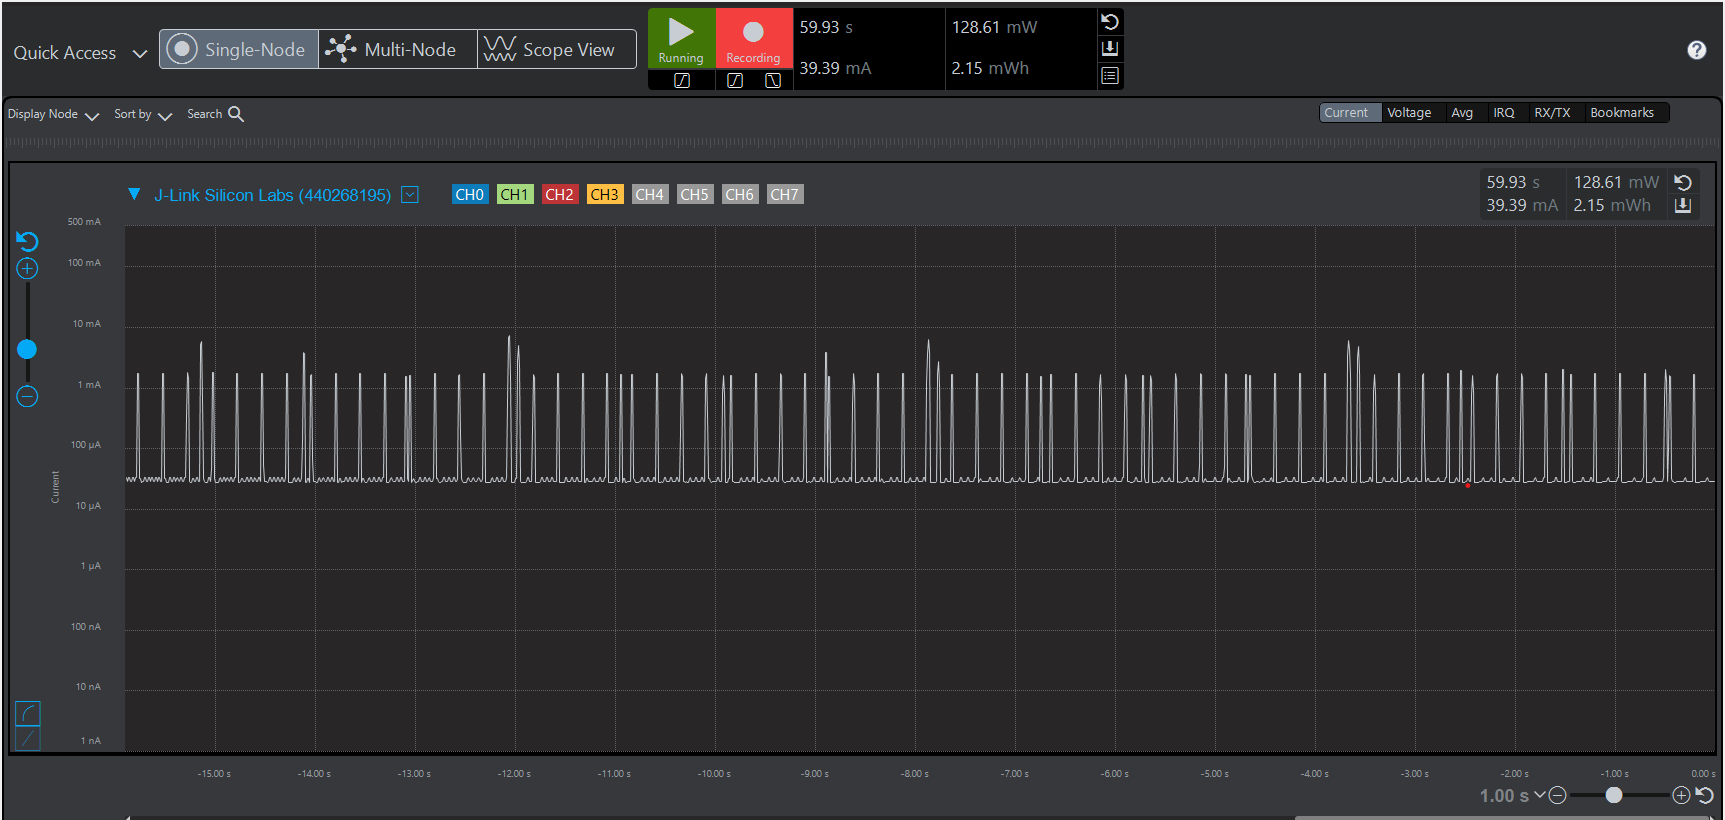 Quick Access
Single-Node
Multi-Node
Scope View
Running
Recording
59.93 s
128.61 mW
39.39 mA
2.15 mWh
?
Display Node
Sort by
Search
Current
Voltage
Avg
IRQ
RX/TX
Bookmarks
J-Link Silicon Labs (440268195)
CH0 CH1 CH2 CH3 CH4 CH5 CH6 CH7
59.93 s
128.61 mW
39.39 mA
2.15 mWh
500 mA
100 mA
10 mA
1 mA
100 µA
10 µA
1 µA
100 nA
10 nA
1 nA
Current
-15.00 s -14.00 s -13.00 s -12.00 s -11.00 s -10.00 s -9.00 s -8.00 s -7.00 s -6.00 s -5.00 s -4.00 s -3.00 s -2.00 s -1.00 s 0.00 s
1.00 s